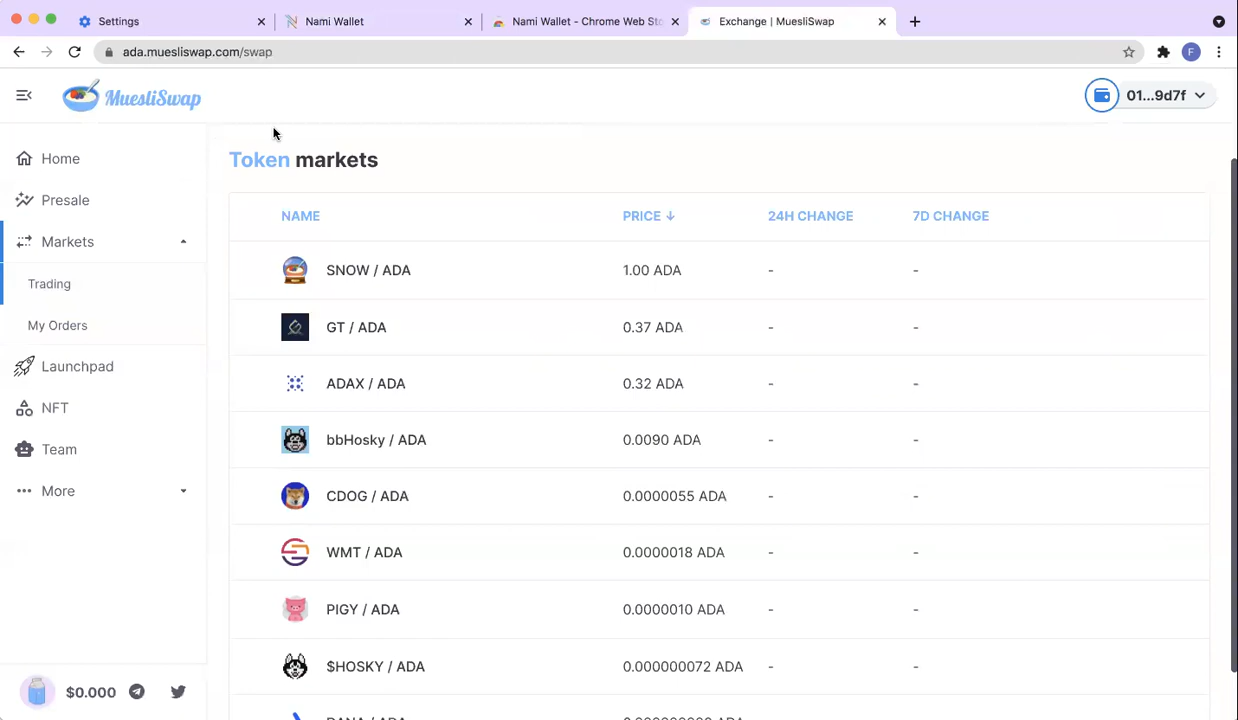 Settings
Nami Wallet
Nami Wallet - Chrome Web Sto
Exchange | MuesliSwap
ada.muesliswap.com/swap
F
MuesliSwap
01...9d7f
Home
Presale
Markets
Trading
My Orders
Launchpad
NFT
Team
More
$0.000
Token markets
NAME PRICE ↓ 24H CHANGE 7D CHANGE
SNOW / ADA 1.00 ADA - -
GT / ADA 0.37 ADA - -
ADAX / ADA 0.32 ADA - -
bbHosky / ADA 0.0090 ADA - -
CDOG / ADA 0.0000055 ADA - -
WMT / ADA 0.0000018 ADA - -
PIGY / ADA 0.0000010 ADA - -
$HOSKY / ADA 0.000000072 ADA - -